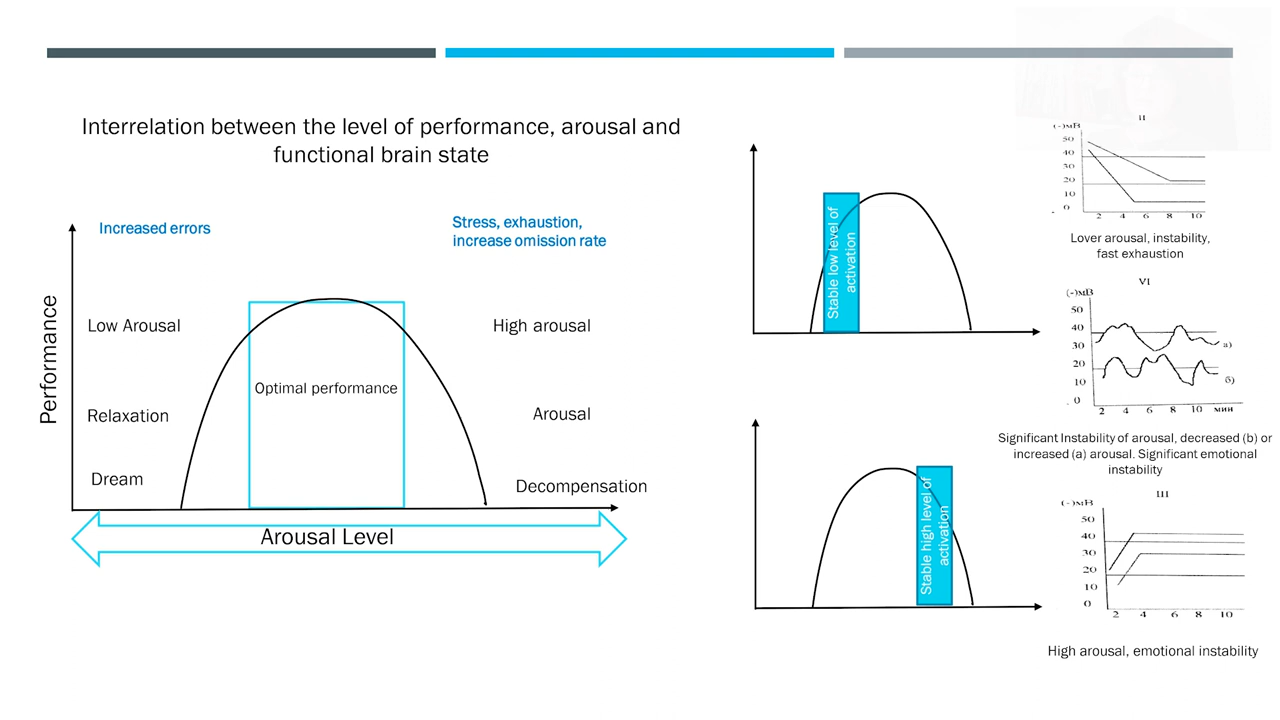 Interrelation between the level of performance, arousal and
functional brain state
Increased errors
Stress, exhaustion,
increase omission rate
Performance
Low Arousal
High arousal
Optimal performance
Relaxation
Arousal
Dream
Decompensation
Arousal Level
Stable low level of
activation
Stable high level of
activation
II
(-)мВ
50
40
30
20
10
0
2 4 6 8 10
Lover arousal, instability,
fast exhaustion
VI
(-)мВ
50
40
30
20
10
0
а)
б)
2 4 6 8 10 мин
Significant Instability of arousal, decreased (b) or
increased (a) arousal. Significant emotional
instability
III
(-)мВ
50
40
30
20
10
0
2 4 6 8 10
High arousal, emotional instability